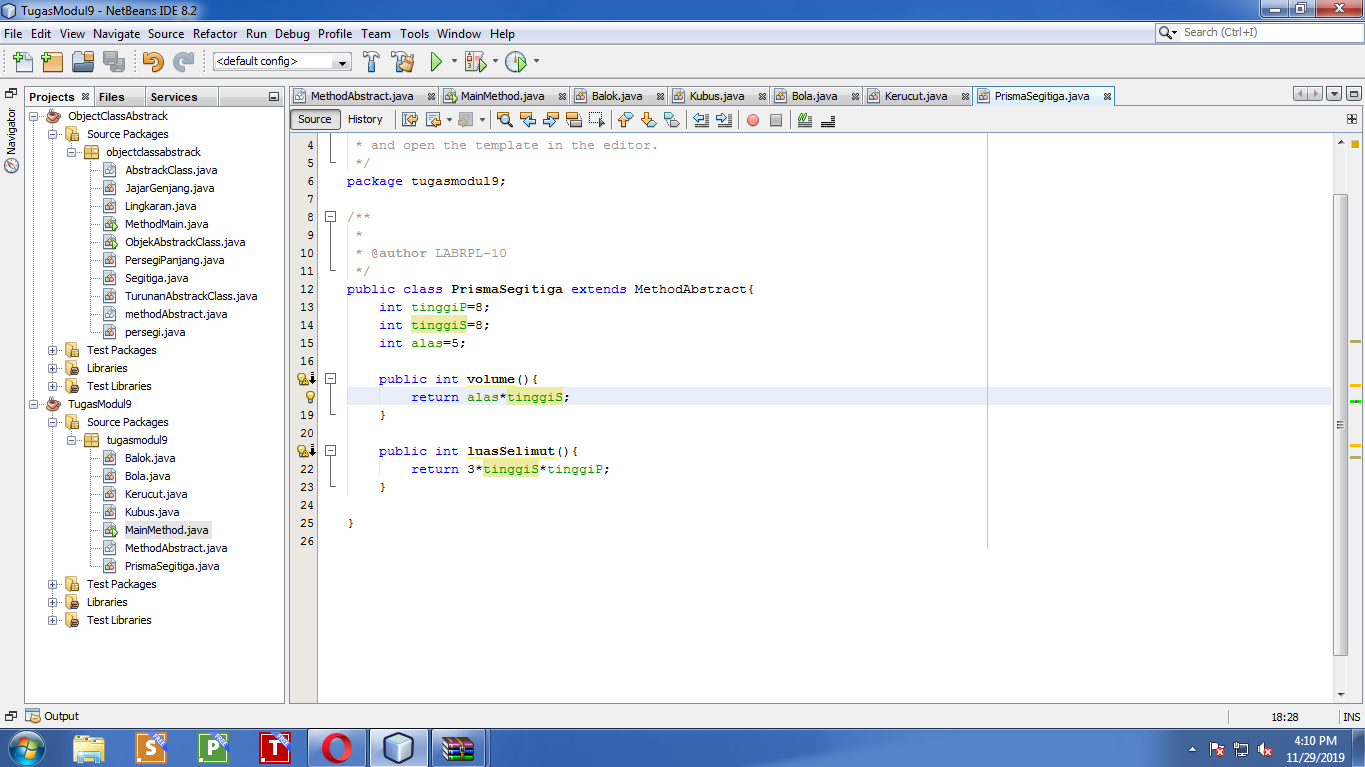 TugasModul9 - NetBeans IDE 8.2
File Edit View Navigate Source Refactor Run Debug Profile Team Tools Window Help
Search (Ctrl+I)
<default config>
Navigator
Projects Files Services
ObjectClassAbstrack
Source Packages
objectclassabstrack
AbstrackClass.java
JajarGenjang.java
Lingkaran.java
MethodMain.java
ObjekAbstrackClass.java
PersegiPanjang.java
Segitiga.java
TurunanAbstrackClass.java
methodAbstract.java
persegi.java
Test Packages
Libraries
Test Libraries
TugasModul9
Source Packages
tugasmodul9
Balok.java
Bola.java
Kerucut.java
Kubus.java
MainMethod.java
MethodAbstract.java
PrismaSegitiga.java
Test Packages
Libraries
Test Libraries
MethodAbstract.java MainMethod.java Balok.java Kubus.java Bola.java Kerucut.java PrismaSegitiga.java
Source History
4 * and open the template in the editor.
5 */
6 package tugasmodul9;
7
8 /**
9 *
10 * @author LABRPL-10
11 */
12 public class PrismaSegitiga extends MethodAbstract{
13 int tinggiP=8;
14 int tinggiS=8;
15 int alas=5;
16
public int volume(){
return alas*tinggiS;
19 }
20
public int luasSelimut(){
22 return 3*tinggiS*tinggiP;
23 }
24
25 }
26
Output
18:28 INS
S FREE P FREE T FREE
4:10 PM
11/29/2019